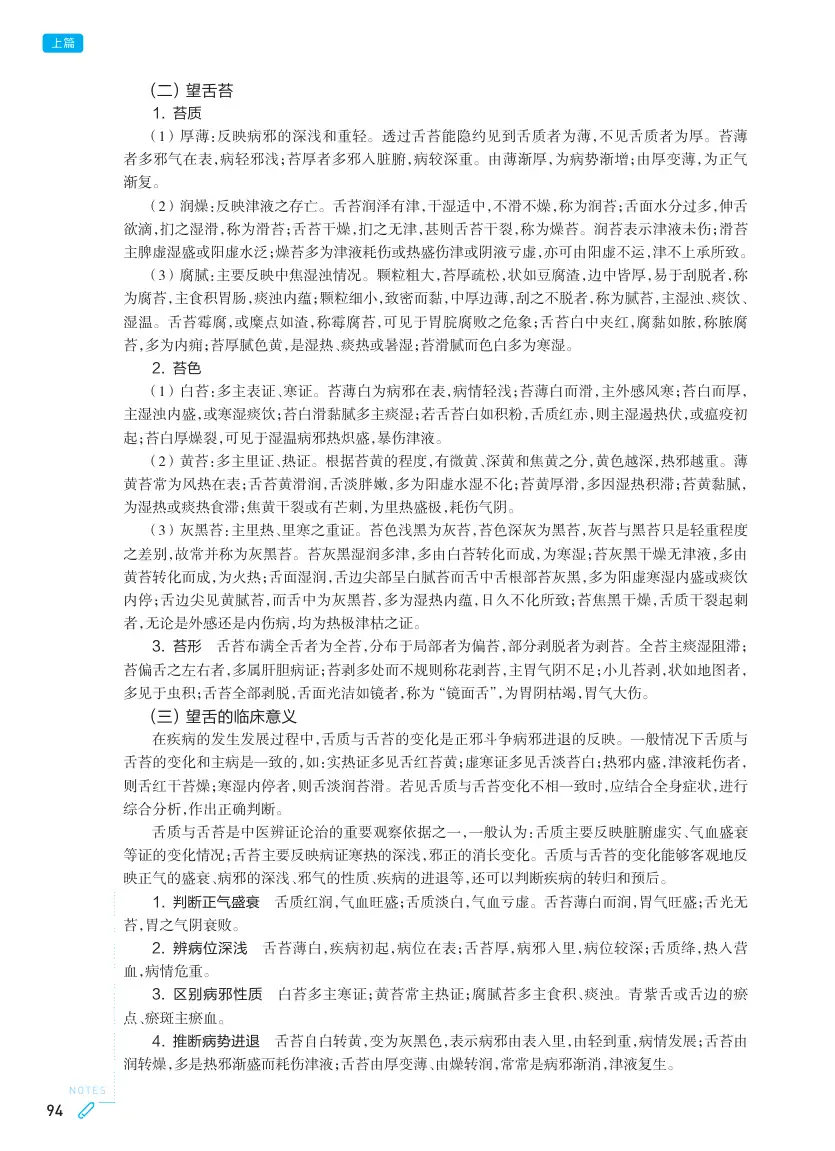 上篇
（二）望舌苔
1. 苔质
（1）厚薄：反映病邪的深浅和重轻。透过舌苔能隐约见到舌质者为薄，不见舌质者为厚。苔薄
者多邪气在表，病轻邪浅；苔厚者多邪入脏腑，病较深重。由薄渐厚，为病势渐增；由厚变薄，为正气
渐复。
（2）润燥：反映津液之存亡。舌苔润泽有津，干湿适中，不滑不燥，称为润苔；舌面水分过多，伸舌
欲滴，扪之湿滑，称为滑苔；舌苔干燥，扪之无津，甚则舌苔干裂，称为燥苔。润苔表示津液未伤；滑苔
主脾虚湿盛或阳虚水泛；燥苔多为津液耗伤或热盛伤津或阴液亏虚，亦可由阳虚不运，津不上承所致。
（3）腐腻：主要反映中焦湿浊情况。颗粒粗大，苔厚疏松，状如豆腐渣，边中皆厚，易于刮脱者，称
为腐苔，主食积胃肠，痰浊内蕴；颗粒细小，致密而黏，中厚边薄，刮之不脱者，称为腻苔，主湿浊、痰饮、
湿温。舌苔霉腐，或糜点如渣，称霉腐苔，可见于胃脘腐败之危象；舌苔白中夹红，腐黏如脓，称脓腐
苔，多为内痈；苔厚腻色黄，是湿热、痰热或暑湿；苔滑腻而色白多为寒湿。
2. 苔色
（1）白苔：多主表证、寒证。苔薄白为病邪在表，病情轻浅；苔薄白而滑，主外感风寒；苔白而厚，
主湿浊内盛，或寒湿痰饮；苔白滑黏腻多主痰湿；若舌苔白如积粉，舌质红赤，则主湿遏热伏，或瘟疫初
起；苔白厚燥裂，可见于湿温病邪热炽盛，暴伤津液。
（2）黄苔：多主里证、热证。根据苔黄的程度，有微黄、深黄和焦黄之分，黄色越深，热邪越重。薄
黄苔常为风热在表；舌苔黄滑润，舌淡胖嫩，多为阳虚水湿不化；苔黄厚滑，多因湿热积滞；苔黄黏腻，
为湿热或痰热食滞；焦黄干裂或有芒刺，为里热盛极，耗伤气阴。
（3）灰黑苔：主里热、里寒之重证。苔色浅黑为灰苔，苔色深灰为黑苔，灰苔与黑苔只是轻重程度
之差别，故常并称为灰黑苔。苔灰黑湿润多津，多由白苔转化而成，为寒湿；苔灰黑干燥无津液，多由
黄苔转化而成，为火热；舌面湿润，舌边尖部呈白腻苔而舌中舌根部苔灰黑，多为阳虚寒湿内盛或痰饮
内停；舌边尖见黄腻苔，而舌中为灰黑苔，多为湿热内蕴，日久不化所致；苔焦黑干燥，舌质干裂起刺
者，无论是外感还是内伤病，均为热极津枯之证。
3. 苔形　舌苔布满全舌者为全苔，分布于局部者为偏苔，部分剥脱者为剥苔。全苔主痰湿阻滞；
苔偏舌之左右者，多属肝胆病证；苔剥多处而不规则称花剥苔，主胃气阴不足；小儿苔剥，状如地图者，
多见于虫积；舌苔全部剥脱，舌面光洁如镜者，称为“镜面舌”，为胃阴枯竭，胃气大伤。
（三）望舌的临床意义
在疾病的发生发展过程中，舌质与舌苔的变化是正邪斗争病邪进退的反映。一般情况下舌质与
舌苔的变化和主病是一致的，如：实热证多见舌红苔黄；虚寒证多见舌淡苔白；热邪内盛，津液耗伤者，
则舌红干苔燥；寒湿内停者，则舌淡润苔滑。若见舌质与舌苔变化不相一致时，应结合全身症状，进行
综合分析，作出正确判断。
舌质与舌苔是中医辨证论治的重要观察依据之一，一般认为：舌质主要反映脏腑虚实、气血盛衰
等证的变化情况；舌苔主要反映病证寒热的深浅，邪正的消长变化。舌质与舌苔的变化能够客观地反
映正气的盛衰、病邪的深浅、邪气的性质、疾病的进退等，还可以判断疾病的转归和预后。
1. 判断正气盛衰　舌质红润，气血旺盛；舌质淡白，气血亏虚。舌苔薄白而润，胃气旺盛；舌光无
苔，胃之气阴衰败。
2. 辨病位深浅　舌苔薄白，疾病初起，病位在表；舌苔厚，病邪入里，病位较深；舌质绛，热入营
血，病情危重。
3. 区别病邪性质　白苔多主寒证；黄苔常主热证；腐腻苔多主食积、痰浊。青紫舌或舌边的瘀
点、瘀斑主瘀血。
4. 推断病势进退　舌苔自白转黄，变为灰黑色，表示病邪由表入里，由轻到重，病情发展；舌苔由
润转燥，多是热邪渐盛而耗伤津液；舌苔由厚变薄、由燥转润，常常是病邪渐消，津液复生。
NOTES
94